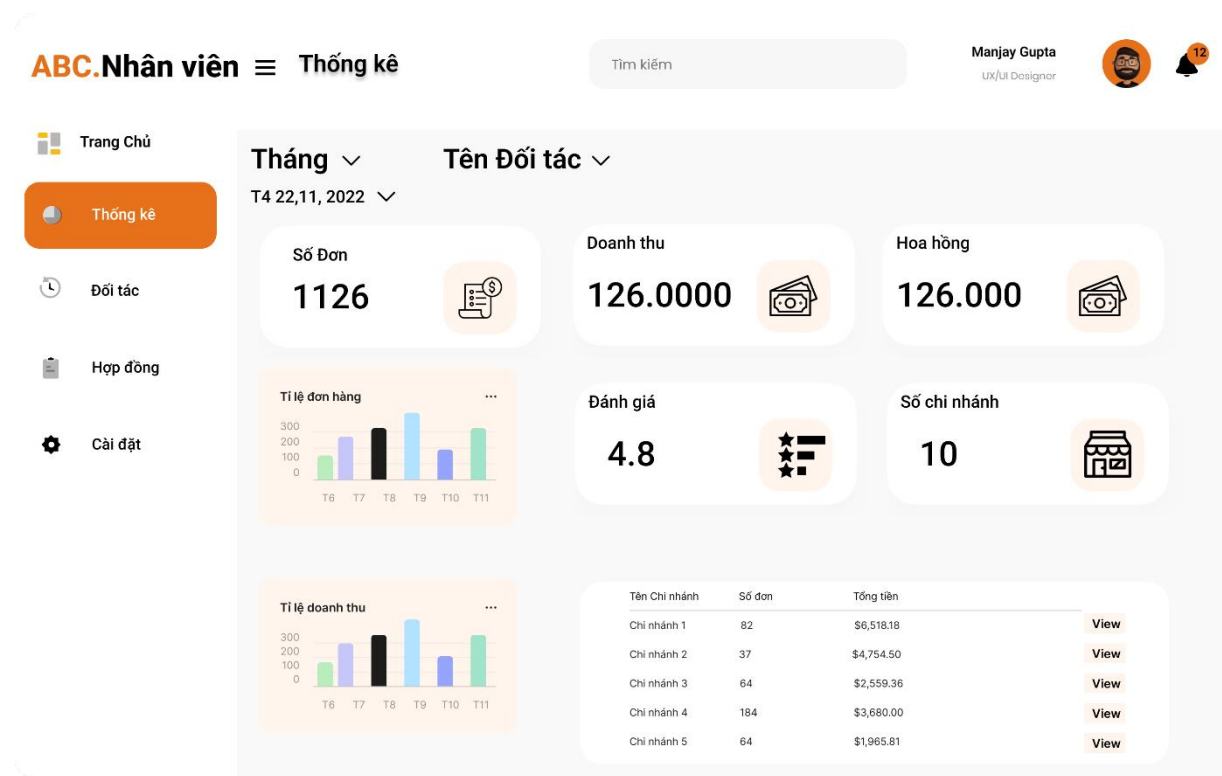 ABC.Nhân viên
Thống kê
Tìm kiếm
Manjay Gupta
UX/UI Designer
12
Trang Chủ
Thống kê
Đối tác
Hợp đồng
Cài đặt
Tháng
Tên Đối tác
T4 22,11, 2022
Số Đơn
1126
Doanh thu
126.0000
Hoa hồng
126.000
Tỉ lệ đơn hàng
...
300
200
100
0
T6 T7 T8 T9 T10 T11
Đánh giá
4.8
Số chi nhánh
10
Tỉ lệ doanh thu
...
300
200
100
0
T6 T7 T8 T9 T10 T11
Tên Chi nhánh Số đơn Tổng tiền
Chi nhánh 1 82 $6,518.18 View
Chi nhánh 2 37 $4,754.50 View
Chi nhánh 3 64 $2,559.36 View
Chi nhánh 4 184 $3,680.00 View
Chi nhánh 5 64 $1,965.81 View